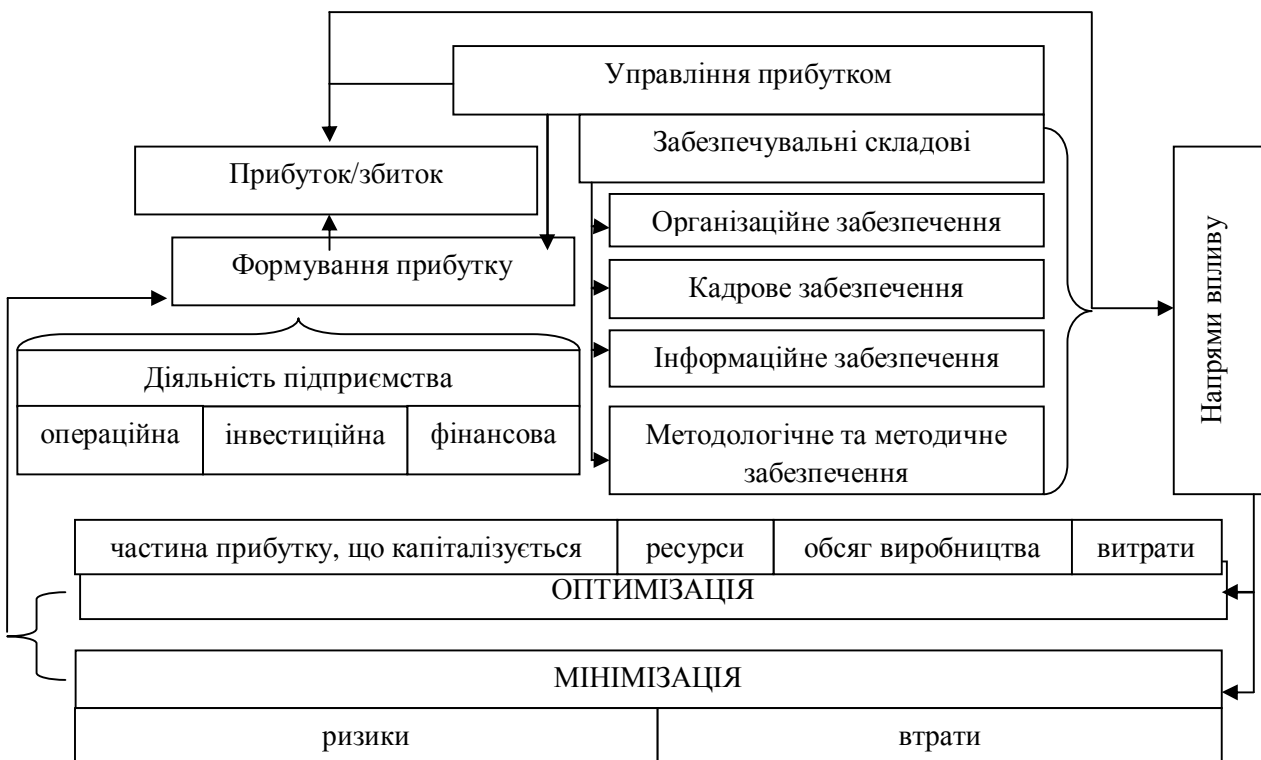 Управління прибутком
Забезпечувальні складові
Прибуток/збиток
Організаційне забезпечення
Формування прибутку
Кадрове забезпечення
Інформаційне забезпечення
Діяльність підприємства
операційна
інвестиційна
фінансова
Методологічне та методичне
забезпечення
Напрями впливу
частина прибутку, що капіталізується
ресурси
обсяг виробництва
витрати
ОПТИМІЗАЦІЯ
МІНІМІЗАЦІЯ
ризики
втрати